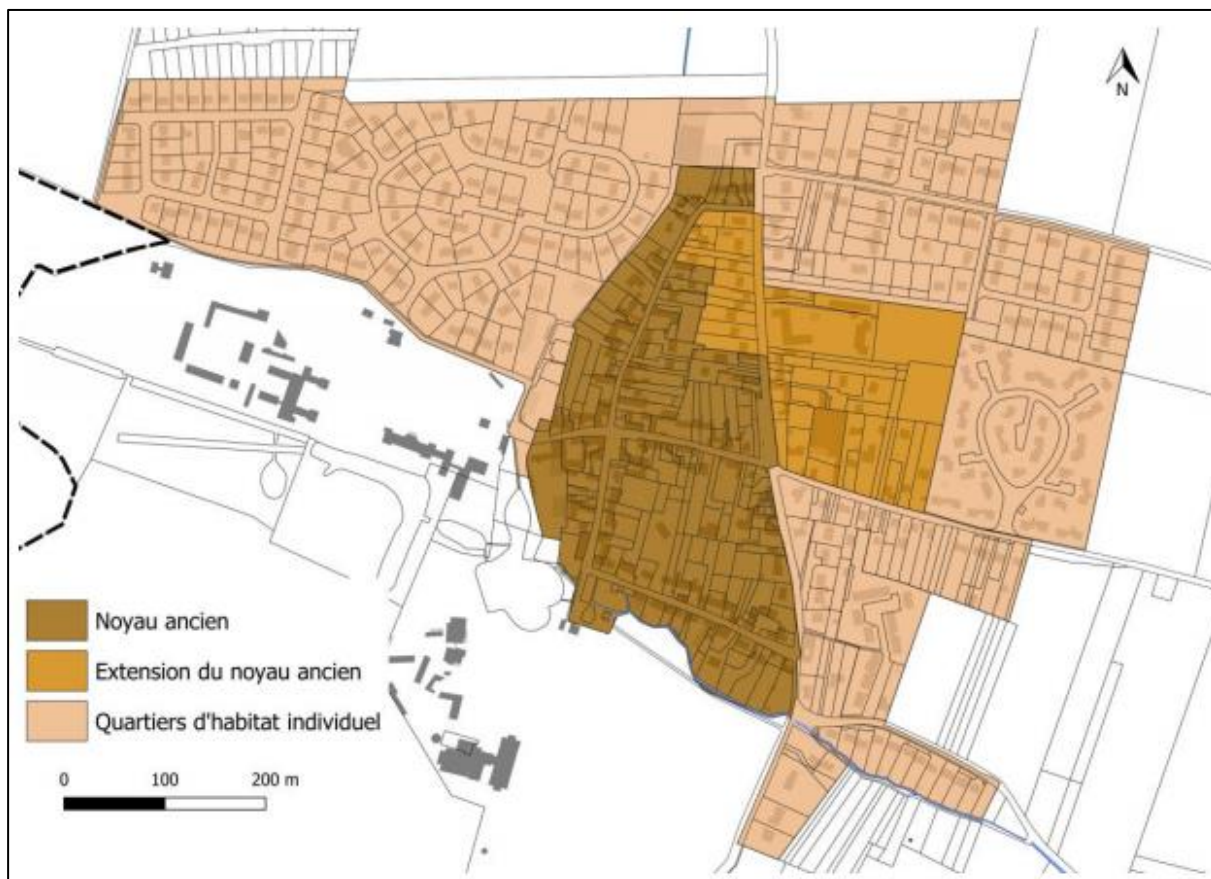 N
Noyau ancien
Extension du noyau ancien
Quartiers d'habitat individuel
0 100 200 m